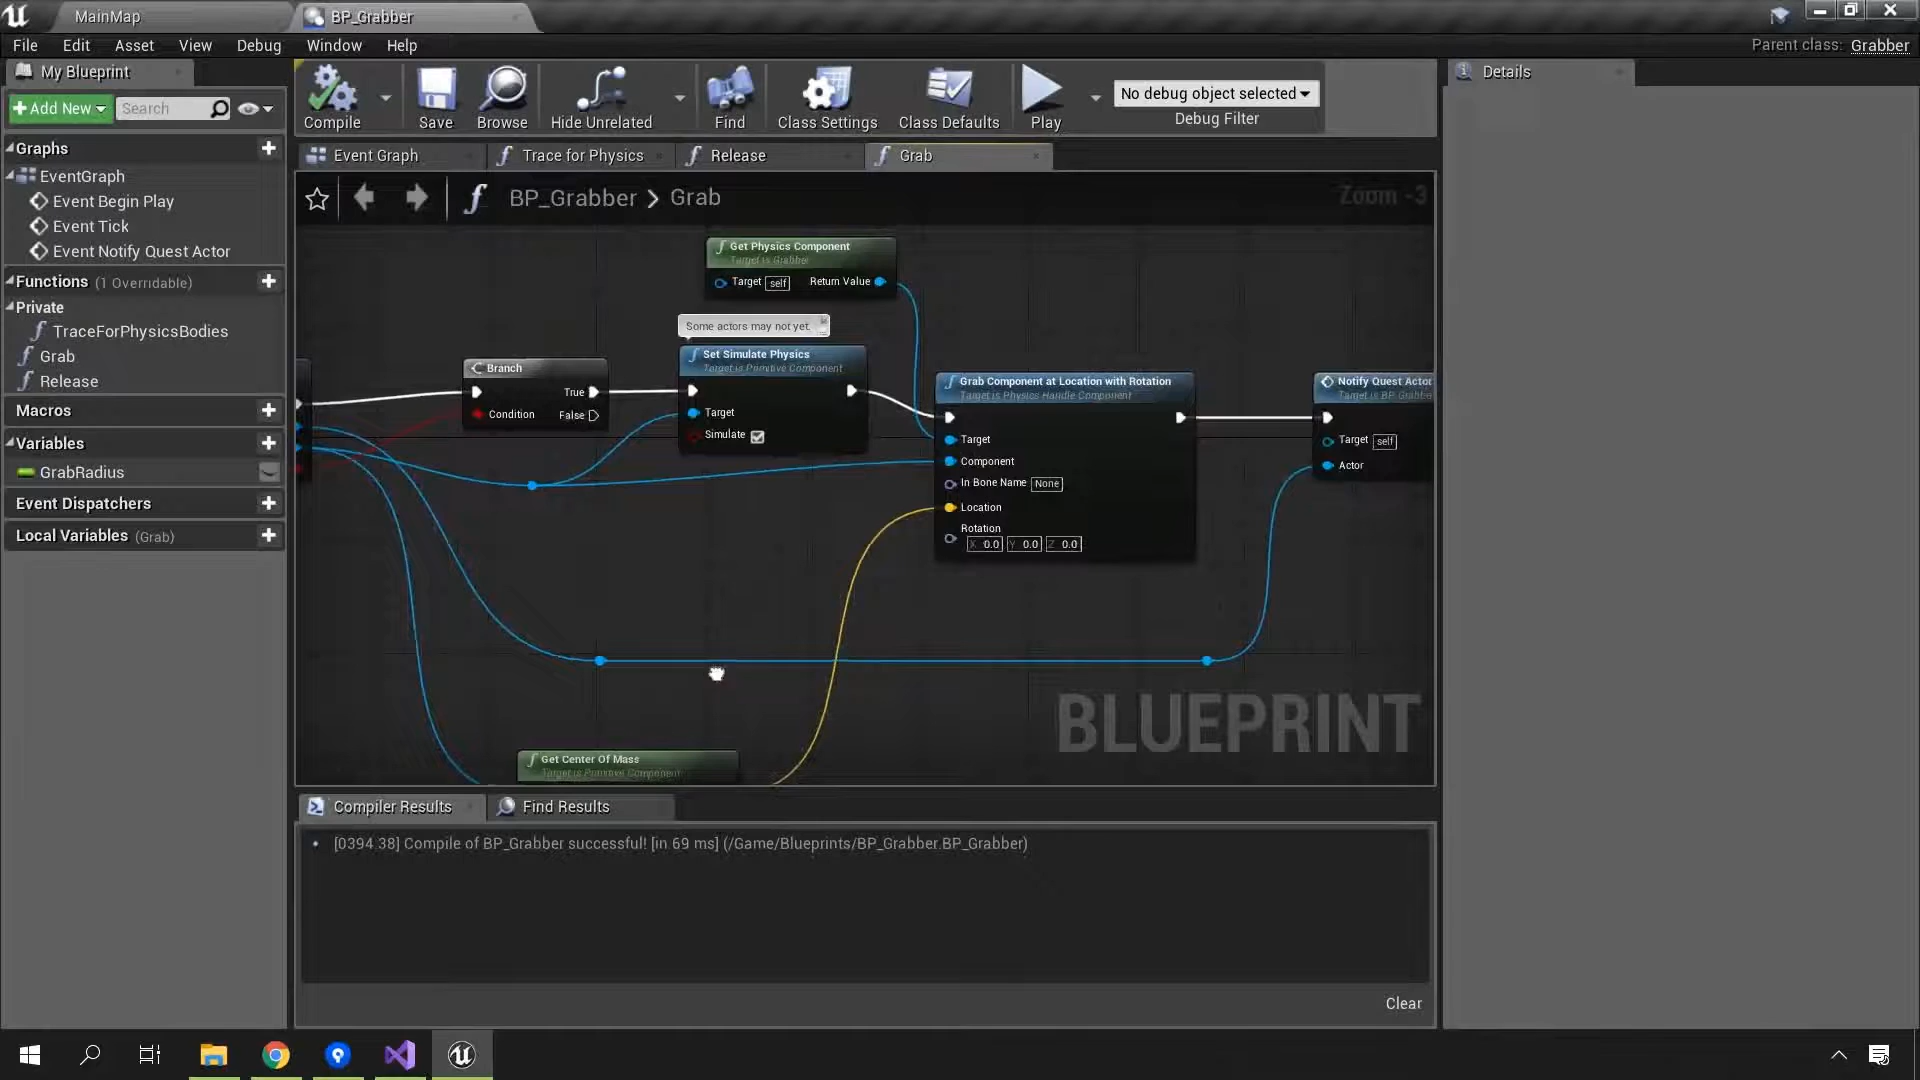 MainMap
BP_Grabber
File Edit Asset View Debug Window Help
Parent class: Grabber
My Blueprint
Add New
Search
Compile
Save
Browse
Hide Unrelated
Find
Class Settings
Class Defaults
Play
No debug object selected
Debug Filter
Details
Graphs
EventGraph
Event Begin Play
Event Tick
Event Notify Quest Actor
Functions (1 Overridable)
Private
TraceForPhysicsBodies
Grab
Release
Macros
Variables
GrabRadius
Event Dispatchers
Local Variables (Grab)
Event Graph
Trace for Physics
Release
Grab
BP_Grabber > Grab
Zoom -3
Get Physics Component
Target is Grabber
Target self Return Value
Some actors may not yet.
Branch
True
Condition False
Set Simulate Physics
Target is Primitive Component
Target
Simulate
Grab Component at Location with Rotation
Target is Physics Handle Component
Target
Component
In Bone Name None
Location
Rotation
X 0.0 Y 0.0 Z 0.0
Notify Quest Actor
Target is BP Grabbe
Target self
Actor
Get Center Of Mass
Target is Primitive Component
BLUEPRINT
Compiler Results
Find Results
[0394.38] Compile of BP_Grabber successful! [in 69 ms] (/Game/Blueprints/BP_Grabber.BP_Grabber)
Clear